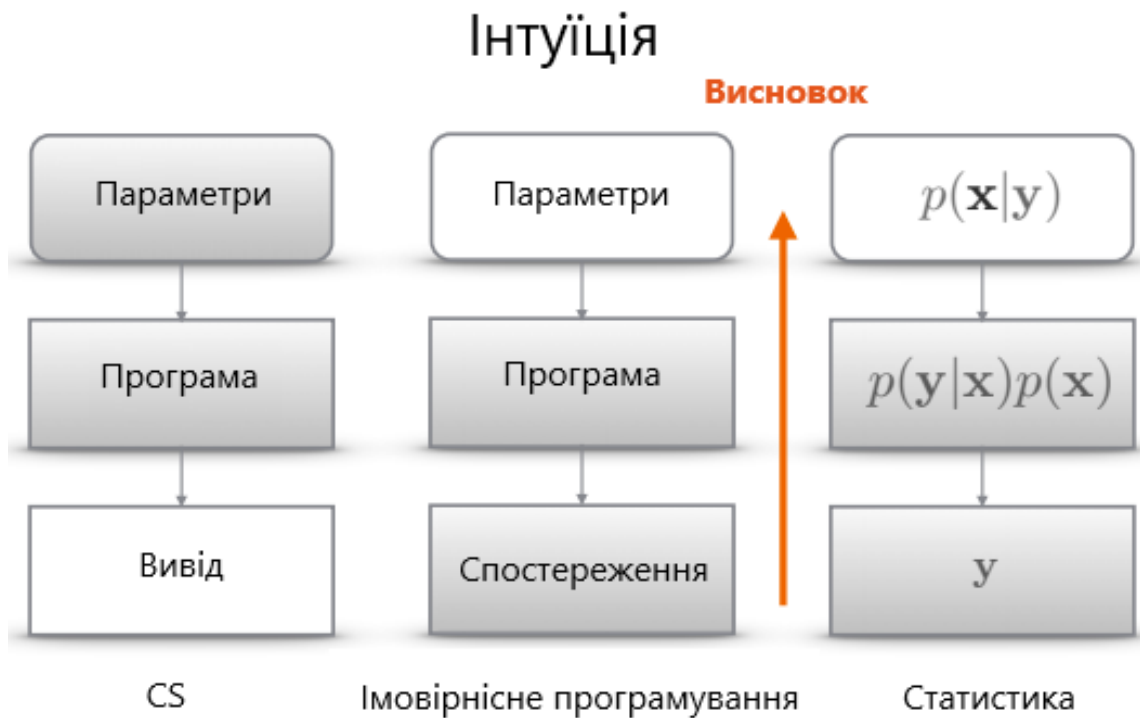 Інтуїція
Висновок
Параметри
Програма
Вивід
CS
Параметри
Програма
Спостереження
Імовірнісне програмування
p(x|y)
p(y|x)p(x)
y
Статистика